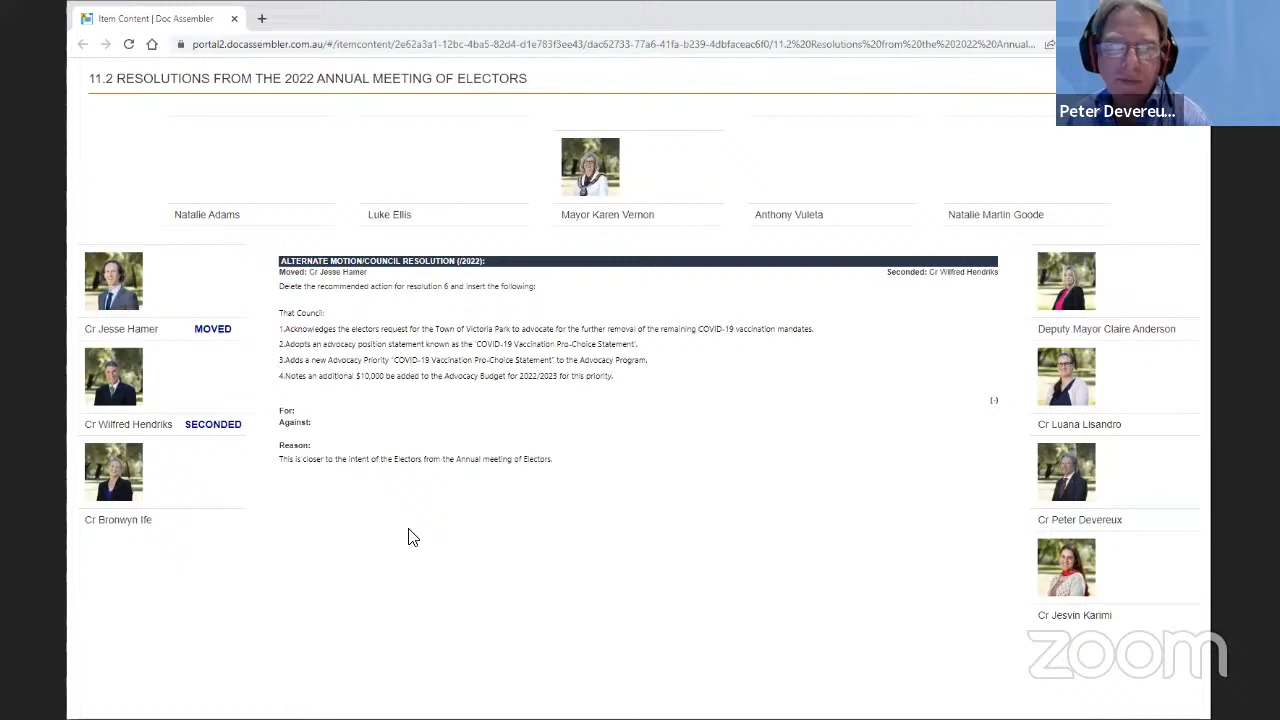 Item Content | Doc Assembler
portal2.docassembler.com.au/#/itemcontent/2e62a3a1-12bc-4ba5-82d4-d1e783f3ee43/dac62733-77a6-41fa-b239-4dbfaceac6f0/11.2%20Resolutions%20from%20the%202022%20Annual...
11.2 RESOLUTIONS FROM THE 2022 ANNUAL MEETING OF ELECTORS
Peter Devereu...
Natalie Adams
Luke Ellis
Mayor Karen Vernon
Anthony Vuleta
Natalie Martin Goode
ALTERNATE MOTION/COUNCIL RESOLUTION (/2022):
Moved: Cr Jesse Hamer Seconded: Cr Wilfred Hendriks
Delete the recommended action for resolution 6 and insert the following:
That Council:
1.Acknowledges the electors request for the Town of Victoria Park to advocate for the further removal of the remaining COVID-19 vaccination mandates.
2.Adopts an advocacy position statement known as the 'COVID-19 Vaccination Pro-Choice Statement'.
3.Adds a new Advocacy Priority "COVID-19 Vaccination Pro-Choice Statement" to the Advocacy Program.
4.Notes an additional $10,000 be added to the Advocacy Budget for 2022/2023 for this priority.
(-)
For:
Against:
Reason:
This is closer to the intent of the Electors from the Annual meeting of Electors.
Cr Jesse Hamer MOVED
Cr Wilfred Hendriks SECONDED
Cr Bronwyn Ife
Deputy Mayor Claire Anderson
Cr Luana Lisandro
Cr Peter Devereux
Cr Jesvin Karimi
zoom